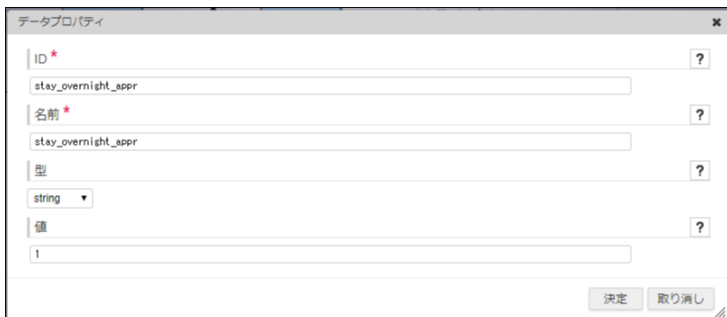 データプロパティ ✖
ID * ?
stay_overnight_appr
名前 * ?
stay_overnight_appr
型 ?
string ▼
値 ?
1
決定 取り消し